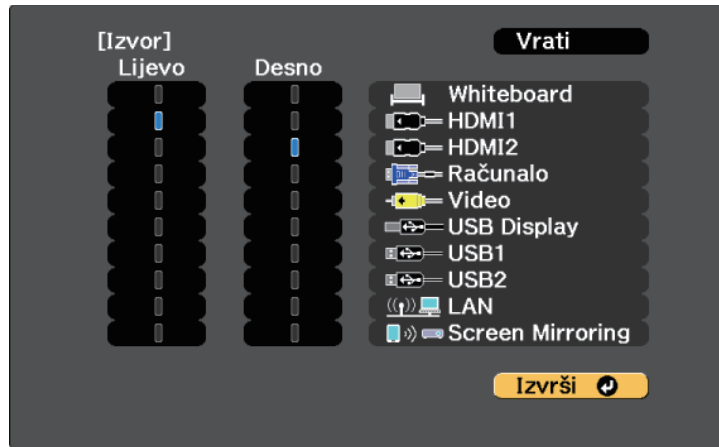 [Izvor]
Vrati
Lijevo Desno
Whiteboard
HDMI1
HDMI2
Računalo
Video
USB Display
USB1
USB2
LAN
Screen Mirroring
Izvrši